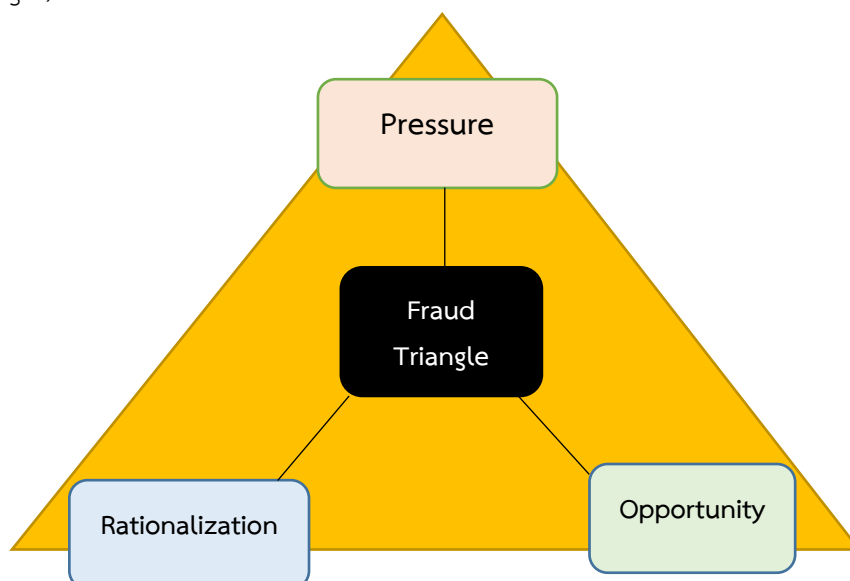 Pressure
Fraud
Triangle
Rationalization
Opportunity